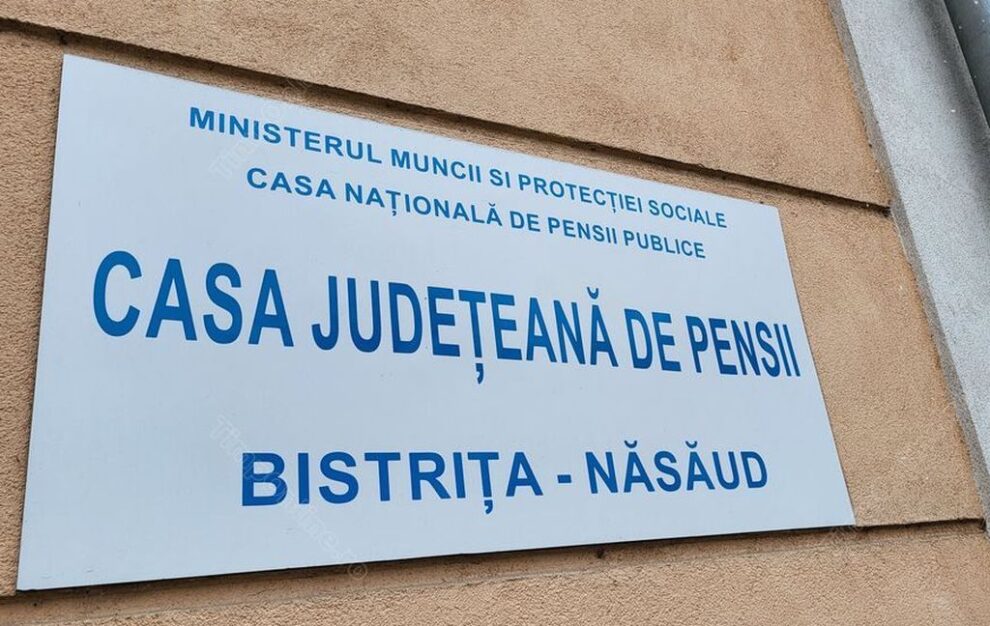 MINISTERUL MUNCII SI PROTECȚIEI SOCIALE
CASA NAȚIONALĂ DE PENSII PUBLICE
CASA JUDEȚEANĂ DE PENSII
BISTRIȚA - NĂSĂUD